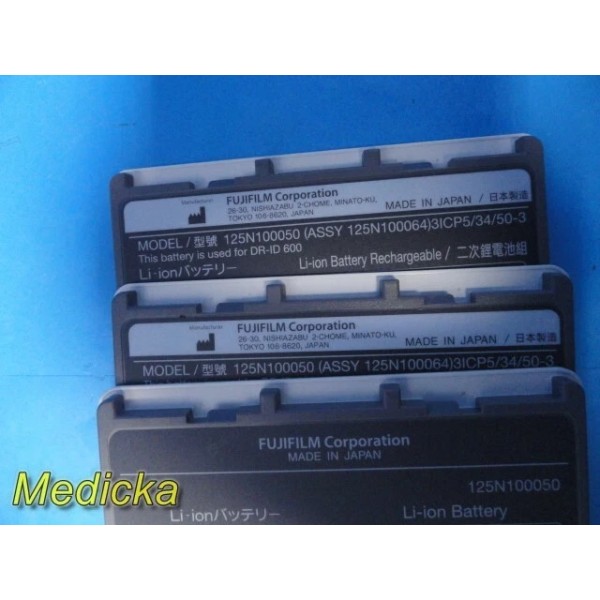 Manufacturer
FUJIFILM Corporation
26-30, NISHIAZABU 2-CHOME, MINATO-KU,
TOKYO 106-8620, JAPAN
MADE IN JAPAN / 日本製造
MODEL / 型號 125N100050 (ASSY 125N100064)3ICP5/34/50-3
This battery is used for DR-ID 600
Li-ionバッテリー
Li-ion Battery Rechargeable / 二次鋰電池組
Manufacturer
FUJIFILM Corporation
26-30, NISHIAZABU 2-CHOME, MINATO-KU,
TOKYO 106-8620, JAPAN
MADE IN JAPAN / 日本製造
MODEL / 型號 125N100050 (ASSY 125N100064)3ICP5/34/50-3
FUJIFILM Corporation
MADE IN JAPAN
125N100050
Li-ionバッテリー
Li-ion Battery
Medicka